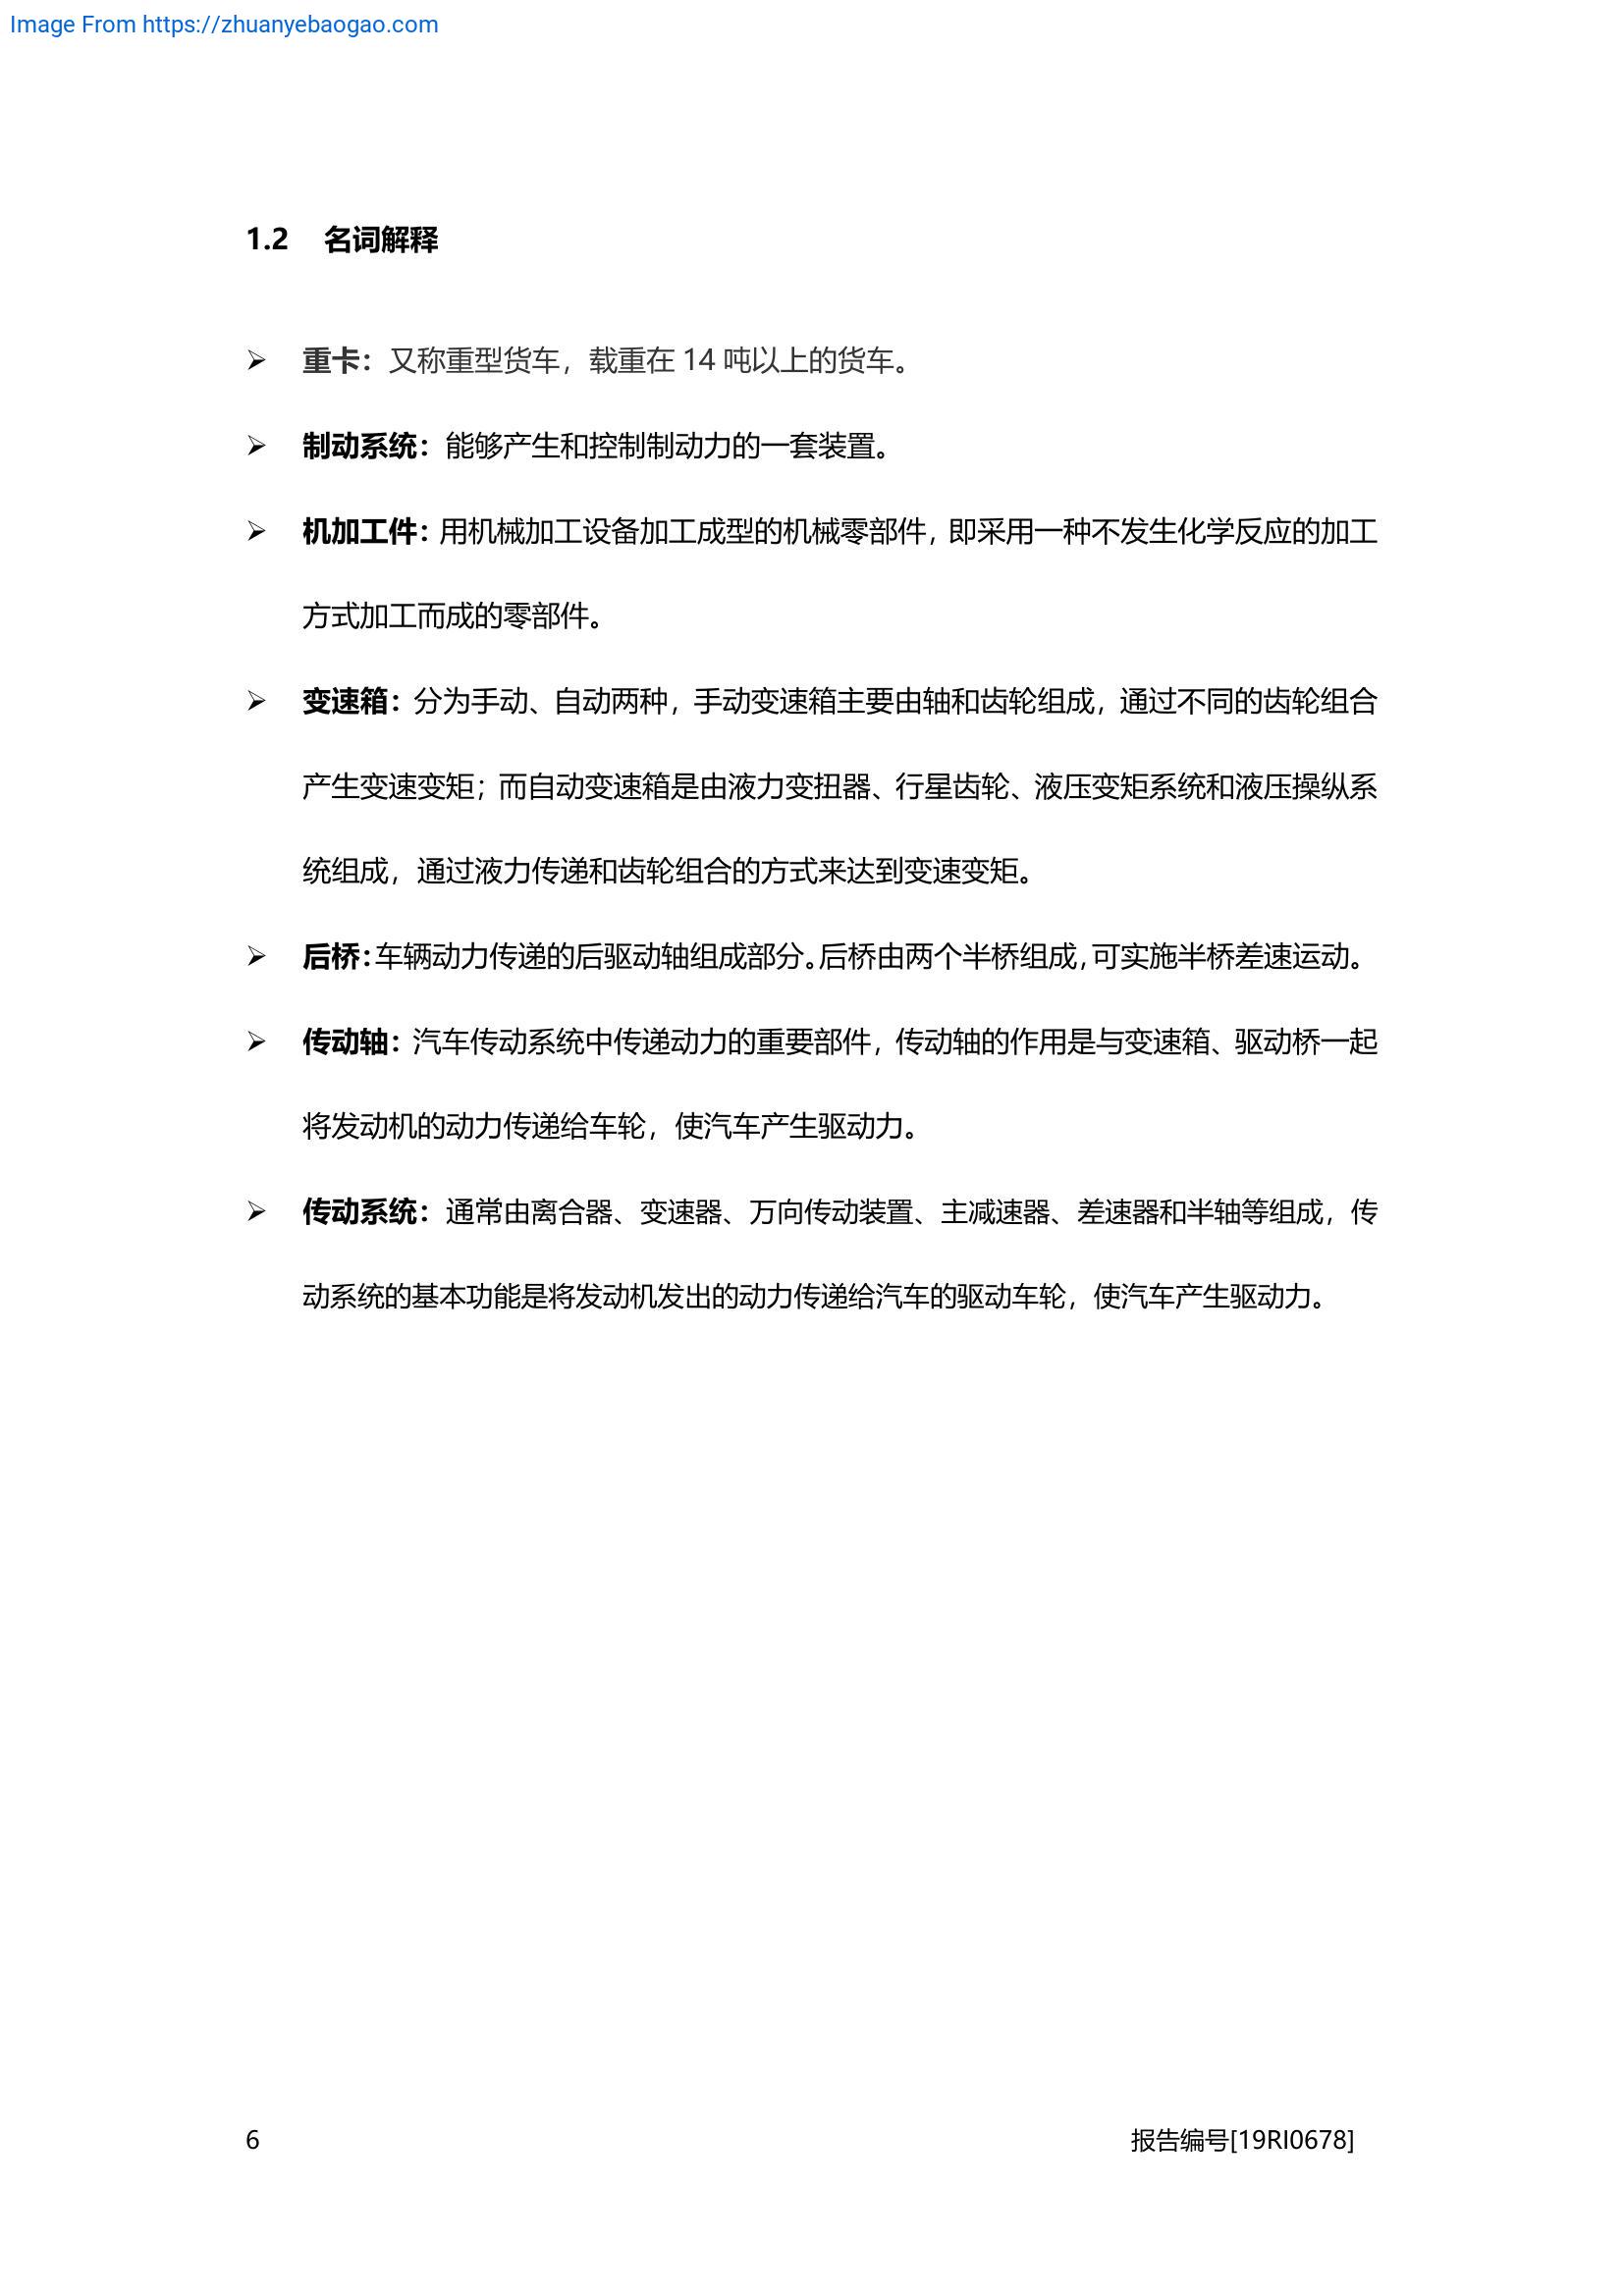 Image From https://zhuanyebaogao.com
1.2 名词解释
➢ 重卡：又称重型货车，载重在 14 吨以上的货车。
➢ 制动系统：能够产生和控制制动力的一套装置。
➢ 机加工件：用机械加工设备加工成型的机械零部件，即采用一种不发生化学反应的加工
方式加工而成的零部件。
➢ 变速箱：分为手动、自动两种，手动变速箱主要由轴和齿轮组成，通过不同的齿轮组合
产生变速变矩；而自动变速箱是由液力变扭器、行星齿轮、液压变矩系统和液压操纵系
统组成，通过液力传递和齿轮组合的方式来达到变速变矩。
➢ 后桥：车辆动力传递的后驱动轴组成部分。后桥由两个半桥组成，可实施半桥差速运动。
➢ 传动轴：汽车传动系统中传递动力的重要部件，传动轴的作用是与变速箱、驱动桥一起
将发动机的动力传递给车轮，使汽车产生驱动力。
➢ 传动系统：通常由离合器、变速器、万向传动装置、主减速器、差速器和半轴等组成，传
动系统的基本功能是将发动机发出的动力传递给汽车的驱动车轮，使汽车产生驱动力。
6 报告编号[19RI0678]